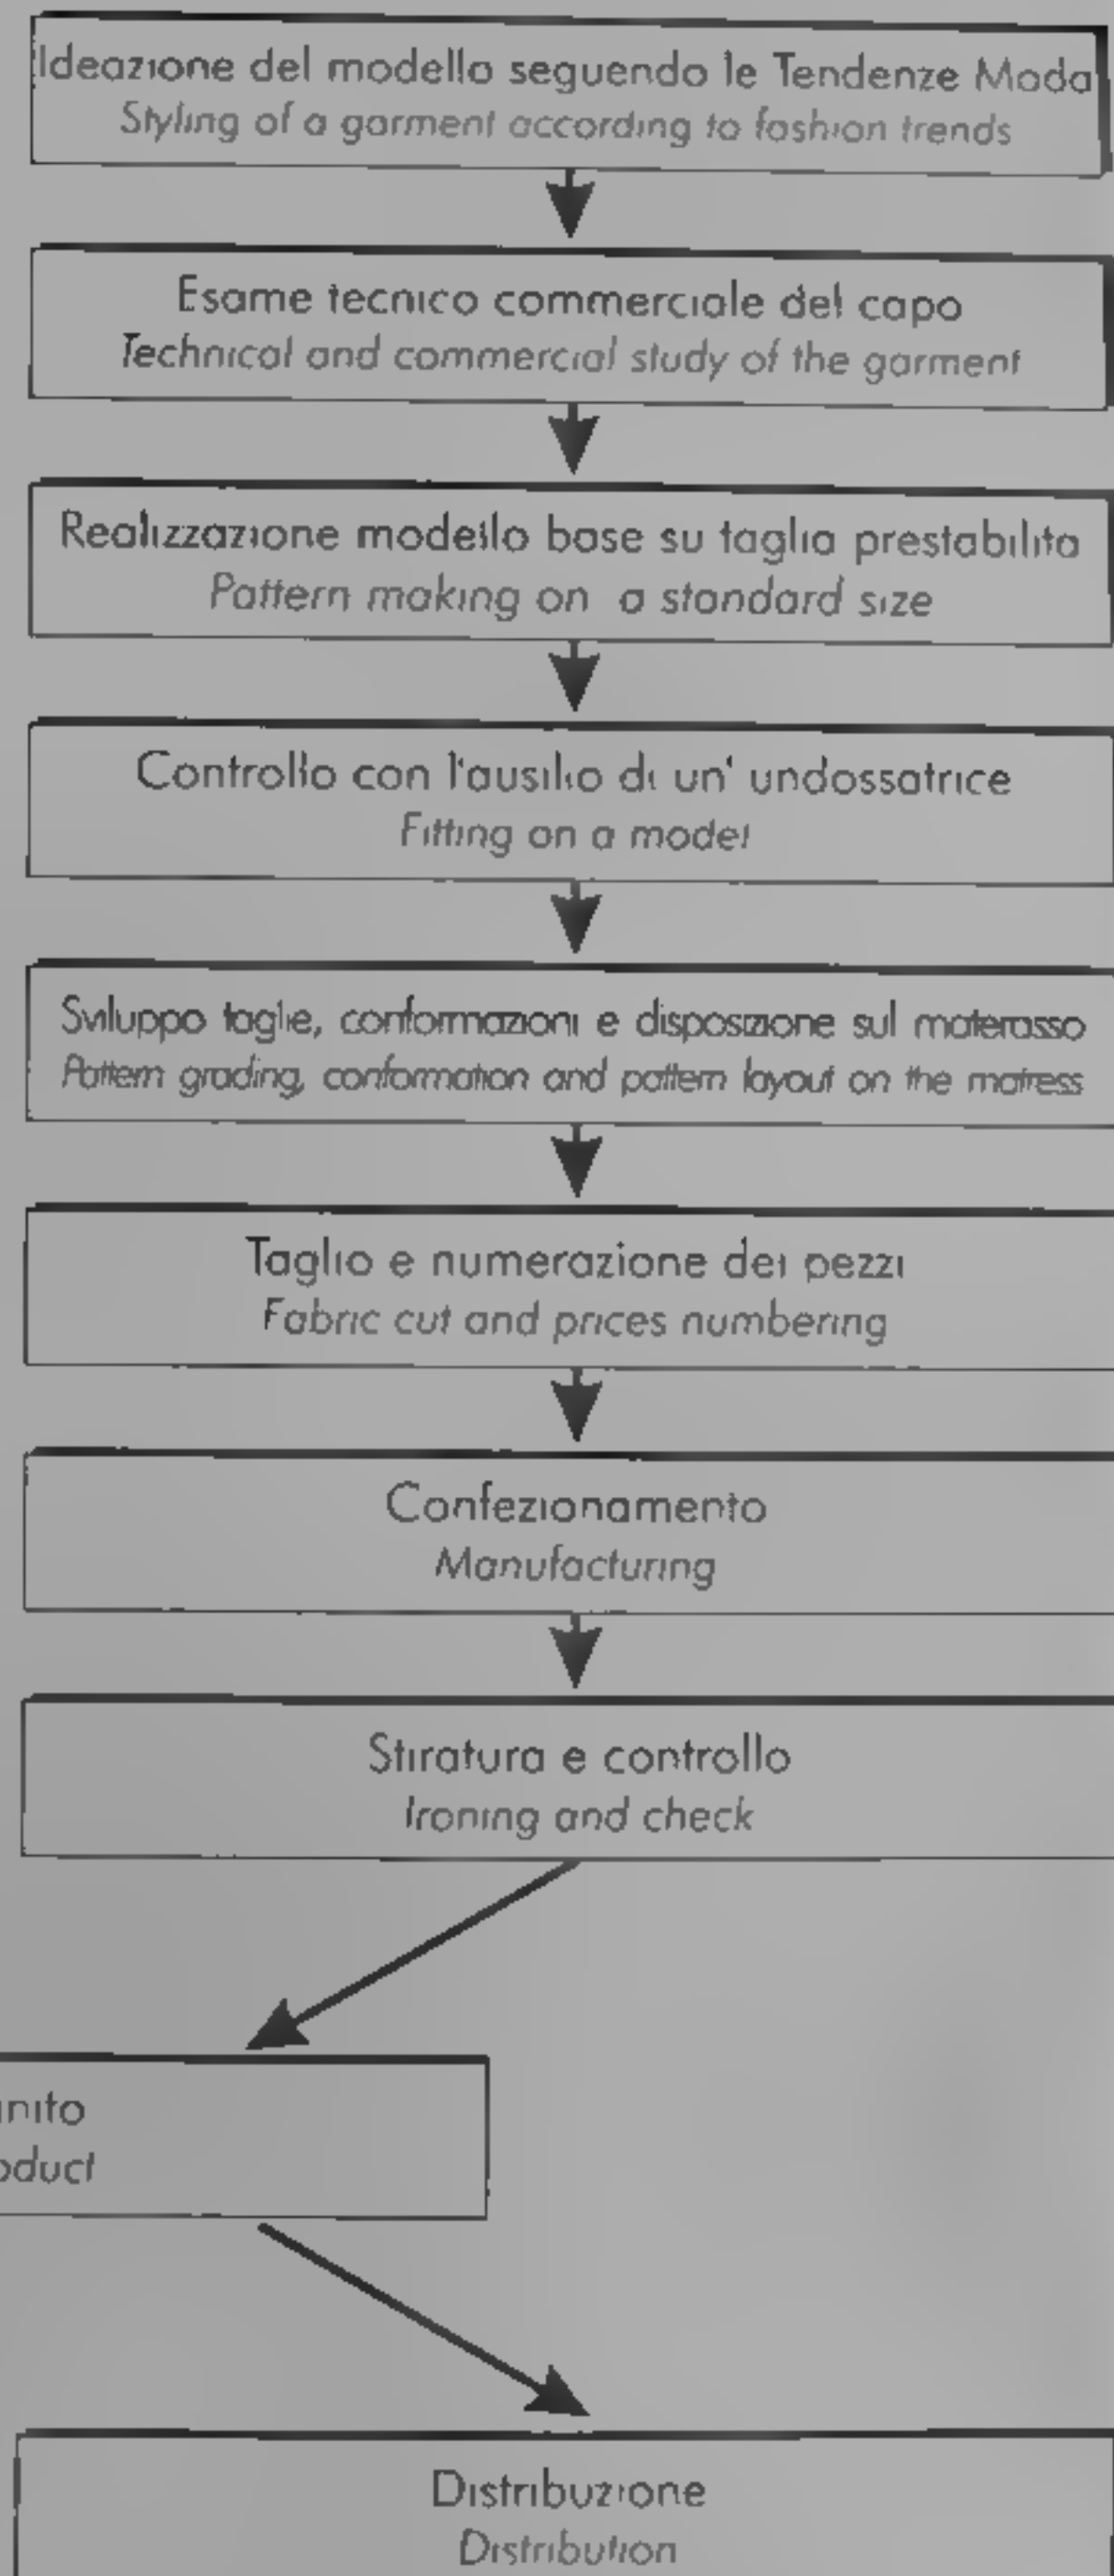 Ideazione del modello seguendo le Tendenze Moda
Styling of a garment according to fashion trends
Esame tecnico commerciale del capo
Technical and commercial study of the garment
Realizzazione modello base su taglia prestabilita
Pattern making on a standard size
Controllo con l'ausilio di un' undossatrice
Fitting on a model
Sviluppo taglie, conformazioni e disposizione sul materasso
Pattern grading, conformation and pattern layout on the matress
Taglio e numerazione dei pezzi
Fabric cut and prices numbering
Confezionamento
Manufacturing
Stiratura e controllo
Ironing and check
inito
oduct
Distribuzione
Distribution